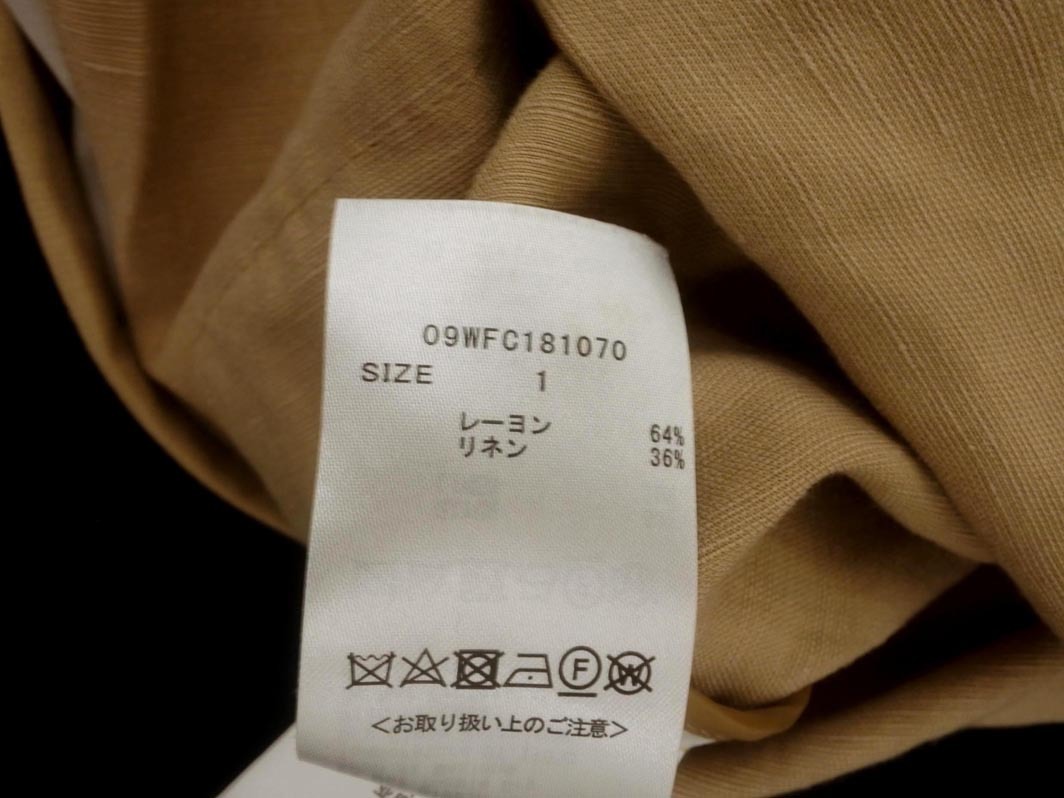 09WFC181070
SIZE 1
レーヨン 64%
リネン 36%
F W
<お取り扱い上のご注意>